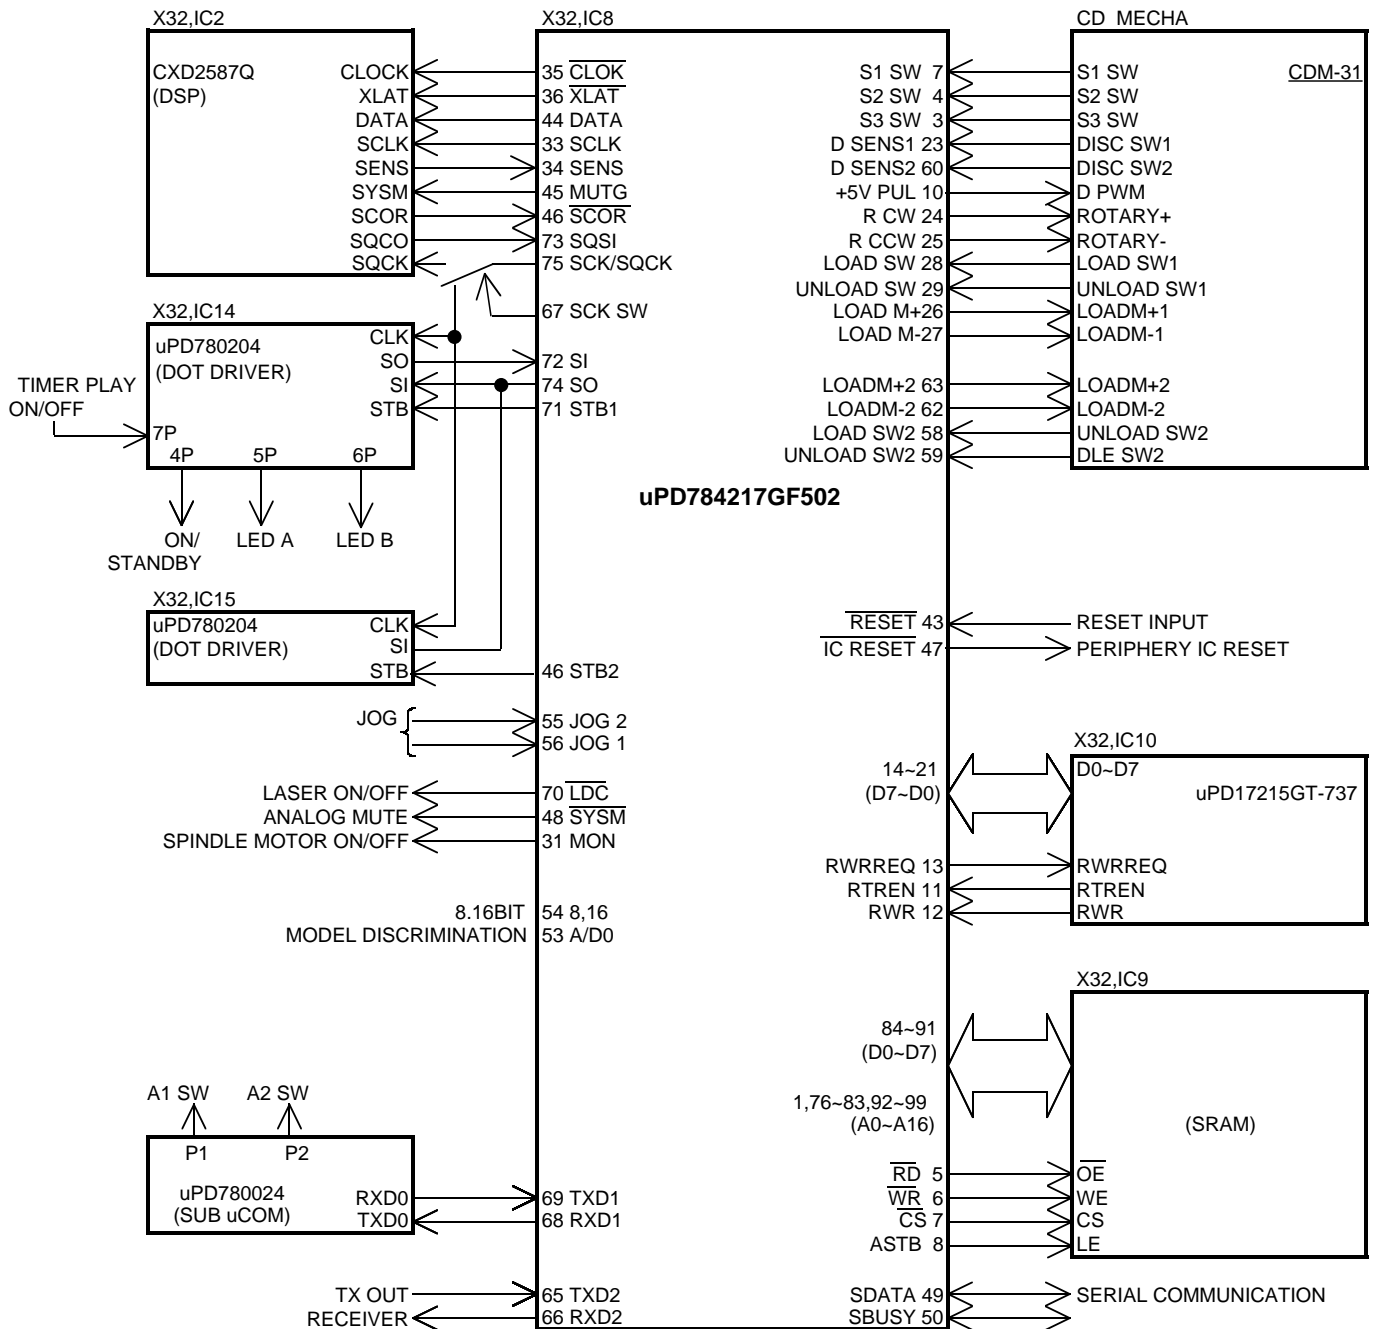 X32,IC2
CXD2587Q
(DSP)
CLOCK
XLAT
DATA
SCLK
SENS
SYSM
SCOR
SQCO
SQCK
X32,IC14
uPD780204
(DOT DRIVER)
CLK
SO
SI
STB
TIMER PLAY
ON/OFF
7P
4P 5P 6P
ON/
STANDBY
LED A
LED B
X32,IC15
uPD780204
(DOT DRIVER)
CLK
SI
STB
JOG
LASER ON/OFF
ANALOG MUTE
SPINDLE MOTOR ON/OFF
8.16BIT
MODEL DISCRIMINATION
A1 SW A2 SW
P1 P2
uPD780024
(SUB uCOM)
RXD0
TXD0
TX OUT
RECEIVER
X32,IC8
35 CLOK
36 XLAT
44 DATA
33 SCLK
34 SENS
45 MUTG
46 SCOR
73 SQSI
75 SCK/SQCK
67 SCK SW
72 SI
74 SO
71 STB1
46 STB2
55 JOG 2
56 JOG 1
70 LDC
48 SYSM
31 MON
54 8,16
53 A/D0
69 TXD1
68 RXD1
65 TXD2
66 RXD2
uPD784217GF502
S1 SW 7
S2 SW 4
S3 SW 3
D SENS1 23
D SENS2 60
+5V PUL 10
R CW 24
R CCW 25
LOAD SW 28
UNLOAD SW 29
LOAD M+26
LOAD M-27
LOADM+2 63
LOADM-2 62
LOAD SW2 58
UNLOAD SW2 59
RESET 43
IC RESET 47
14~21
(D7~D0)
RWRREQ 13
RTREN 11
RWR 12
84~91
(D0~D7)
1,76~83,92~99
(A0~A16)
RD 5
WR 6
CS 7
ASTB 8
SDATA 49
SBUSY 50
CD MECHA
CDM-31
S1 SW
S2 SW
S3 SW
DISC SW1
DISC SW2
D PWM
ROTARY+
ROTARY-
LOAD SW1
UNLOAD SW1
LOADM+1
LOADM-1
LOADM+2
LOADM-2
UNLOAD SW2
DLE SW2
RESET INPUT
PERIPHERY IC RESET
X32,IC10
D0~D7
uPD17215GT-737
RWRREQ
RTREN
RWR
X32,IC9
(SRAM)
OE
WE
CS
LE
SERIAL COMMUNICATION